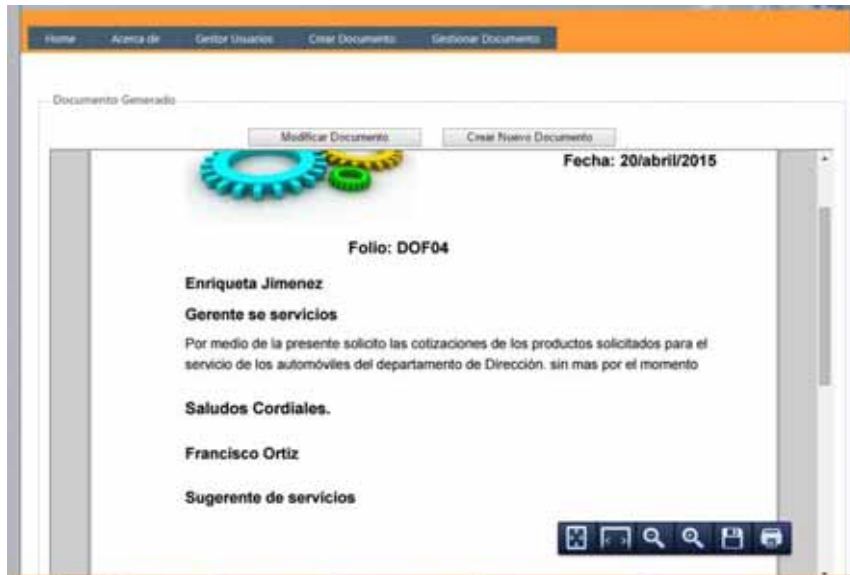 Home Acerca de Gestor Usuarios Crear Documento Gestionar Documento
Documento Generado
Modificar Documento Crear Nuevo Documento
Fecha: 20/abril/2015
Folio: DOF04
Enriqueta Jimenez
Gerente se servicios
Por medio de la presente solicito las cotizaciones de los productos solicitados para el
servicio de los automóviles del departamento de Dirección. sin mas por el momento
Saludos Cordiales.
Francisco Ortiz
Sugerente de servicios